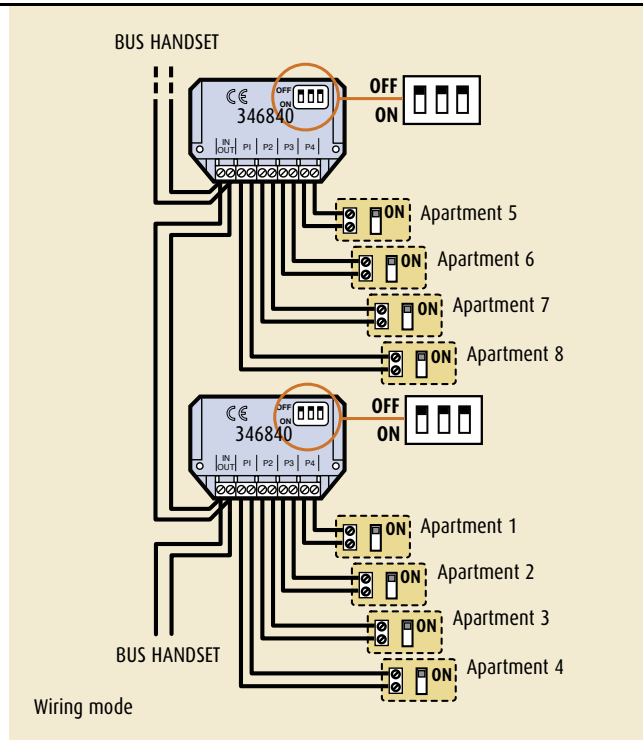 BUS HANDSET
CE
OFF
ON
346840
OFF
ON
IN
OUT
P1 P2 P3 P4
ON Apartment 5
ON Apartment 6
ON Apartment 7
ON Apartment 8
CE
OFF
ON
346840
OFF
ON
IN
OUT
P1 P2 P3 P4
ON Apartment 1
ON Apartment 2
ON Apartment 3
ON Apartment 4
BUS HANDSET
Wiring mode